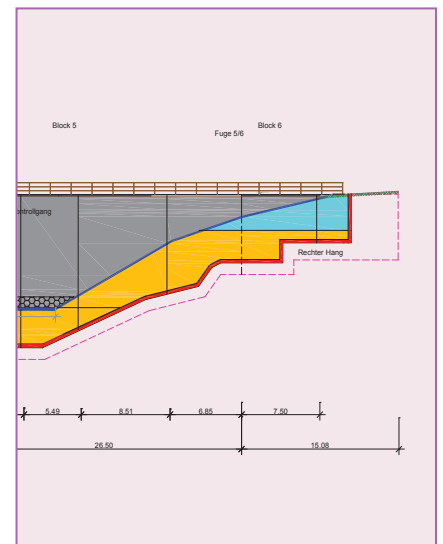 Block 5
Block 6
Fuge 5/6
ontrollgang
Rechter Hang
5.49
8.51
6.85
7.50
26.50
15.08